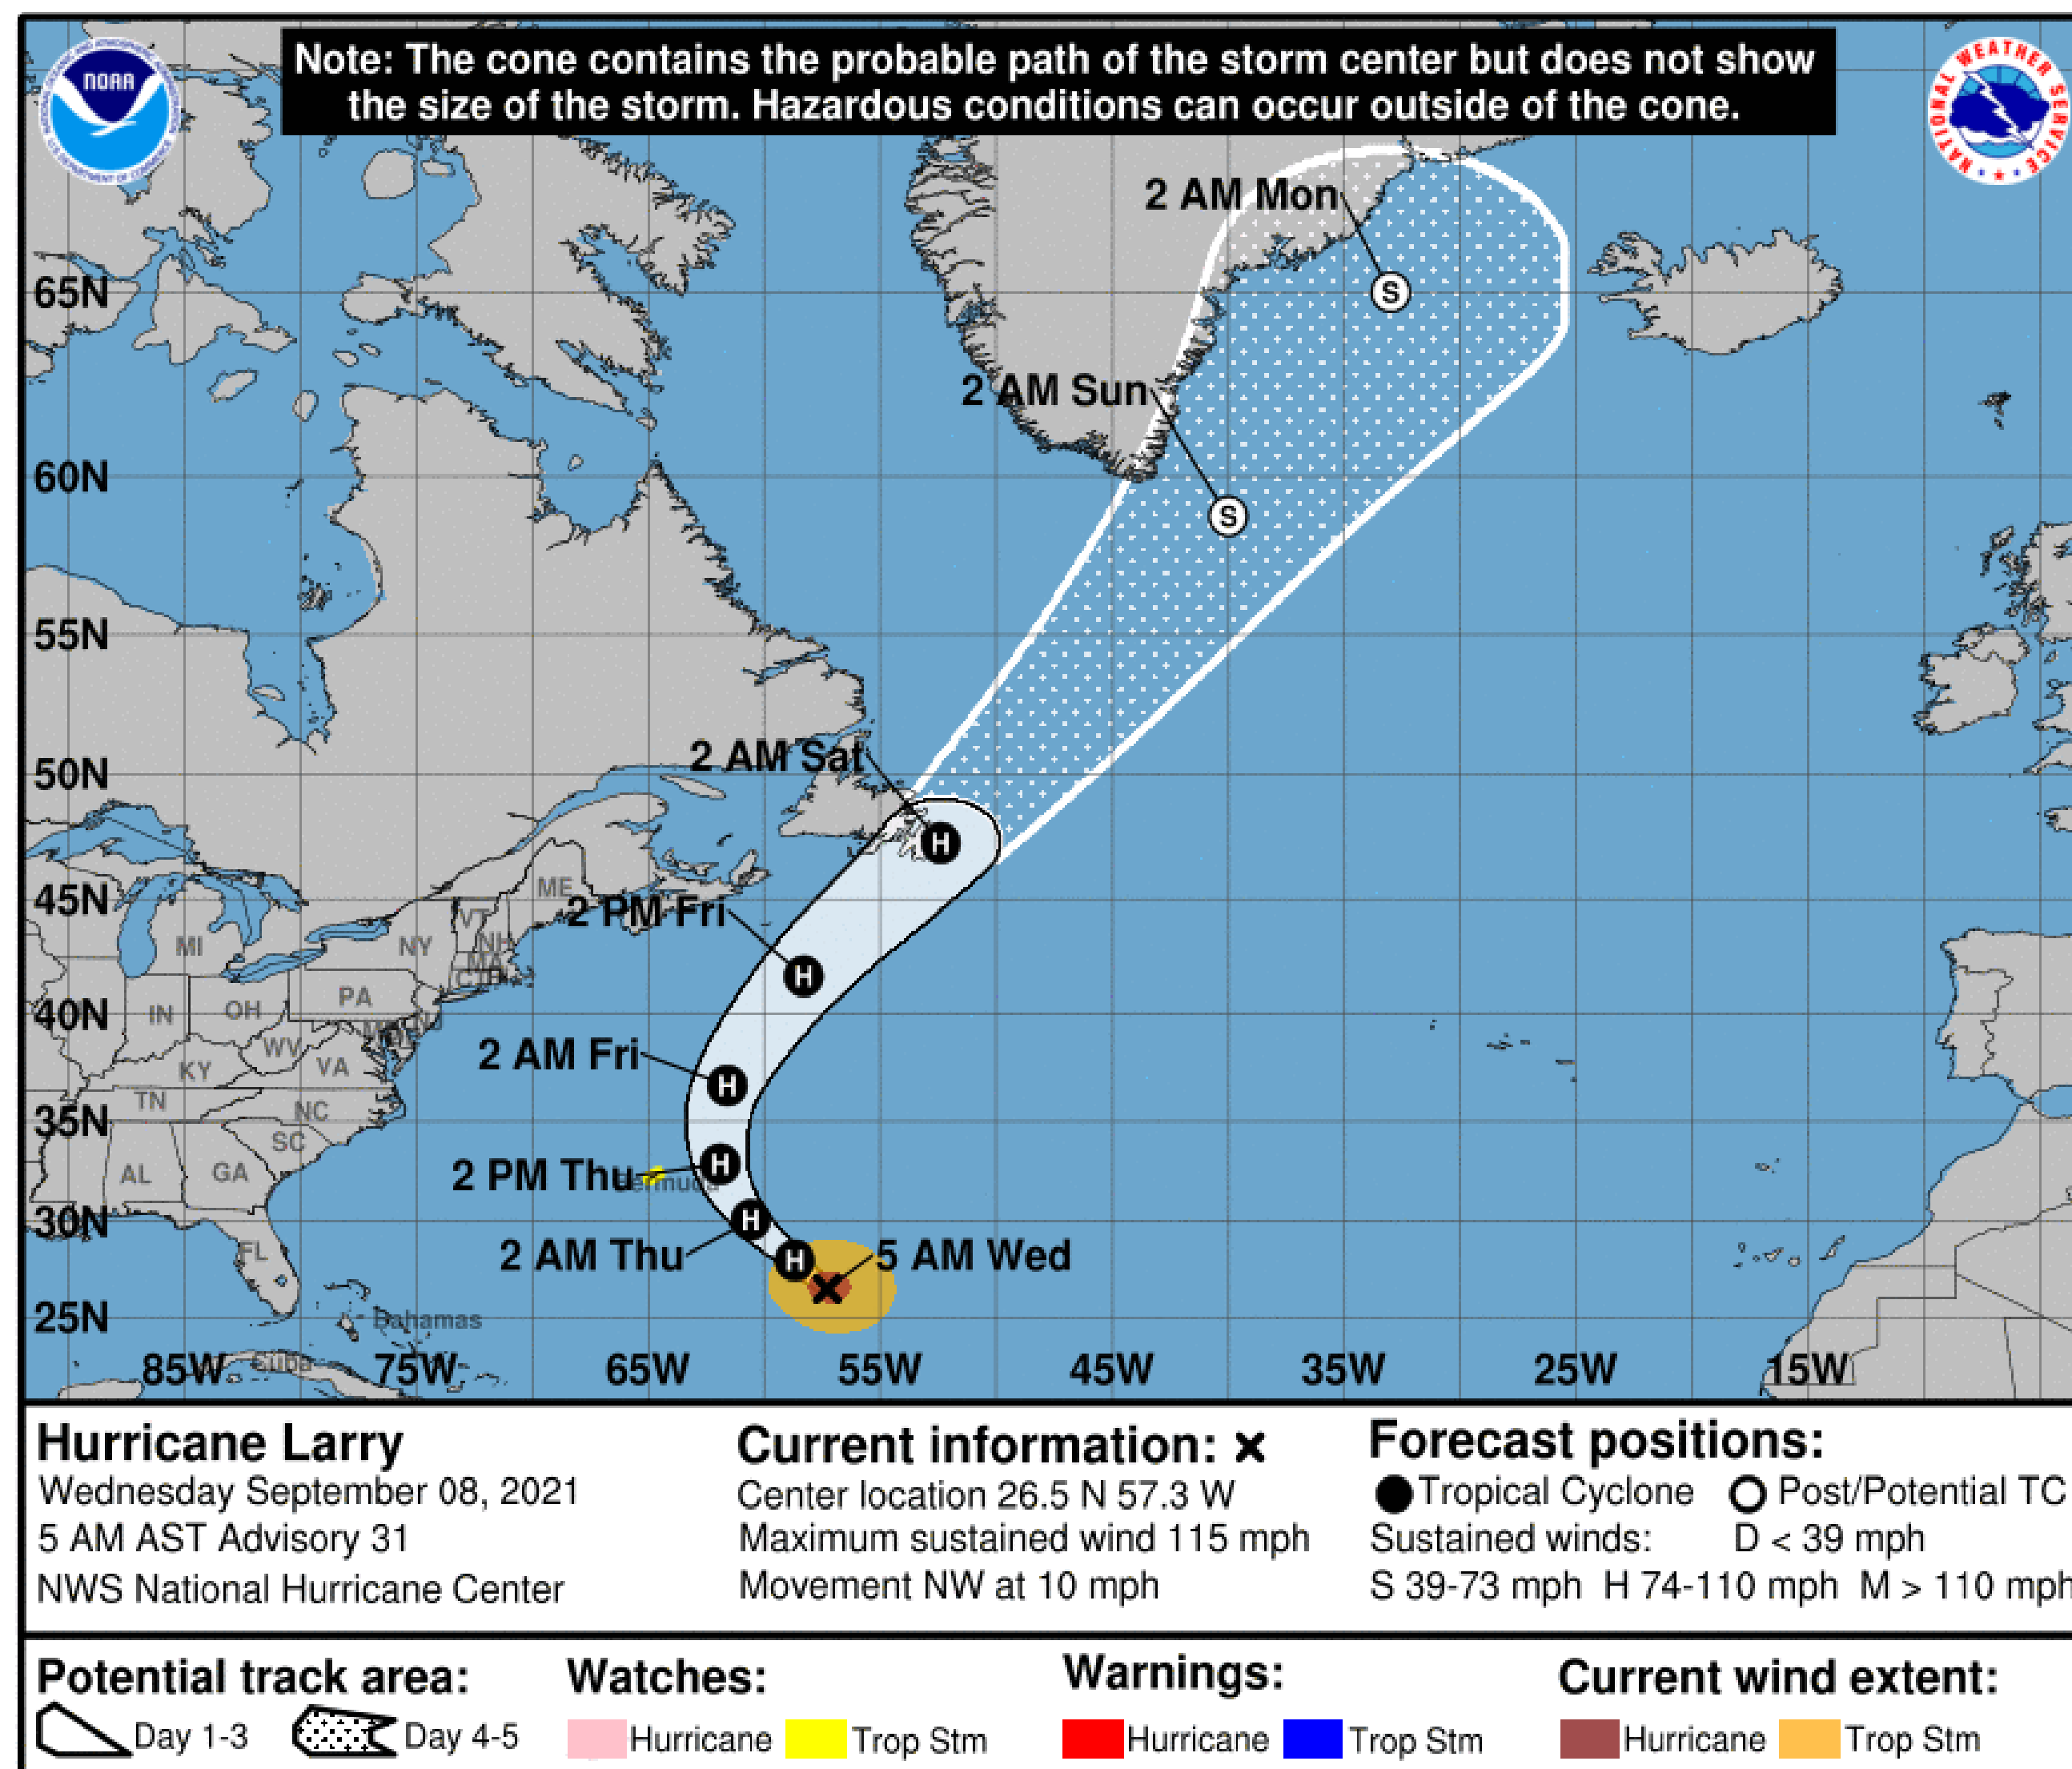 Note: The cone contains the probable path of the storm center but does not show
the size of the storm. Hazardous conditions can occur outside of the cone.
NOAA
NATIONAL WEATHER SERVICE
2 AM Mon
S
65N
2 AM Sun
60N
S
55N
2 AM Sat
50N
H
ME
45N
2 PM Fri
VT
MI
NY
NH
MA
H
CT
PA
OH
IN
40N
NJ
WV
2 AM Fri
KY
VA
H
TN
NC
35N
SC
2 PM Thu
H
AL
GA
Bermuda
30N
H
FL
2 AM Thu
H
5 AM Wed
25N
Bahamas
Cuba
85W 75W 65W 55W 45W 35W 25W 15W
Hurricane Larry
Wednesday September 08, 2021
5 AM AST Advisory 31
NWS National Hurricane Center
Current information: x
Center location 26.5 N 57.3 W
Maximum sustained wind 115 mph
Movement NW at 10 mph
Forecast positions:
Tropical Cyclone Post/Potential TC
Sustained winds: D < 39 mph
S 39-73 mph H 74-110 mph M > 110 mph
Potential track area:
Day 1-3 Day 4-5
Watches:
Hurricane Trop Stm
Warnings:
Hurricane Trop Stm
Current wind extent:
Hurricane Trop Stm